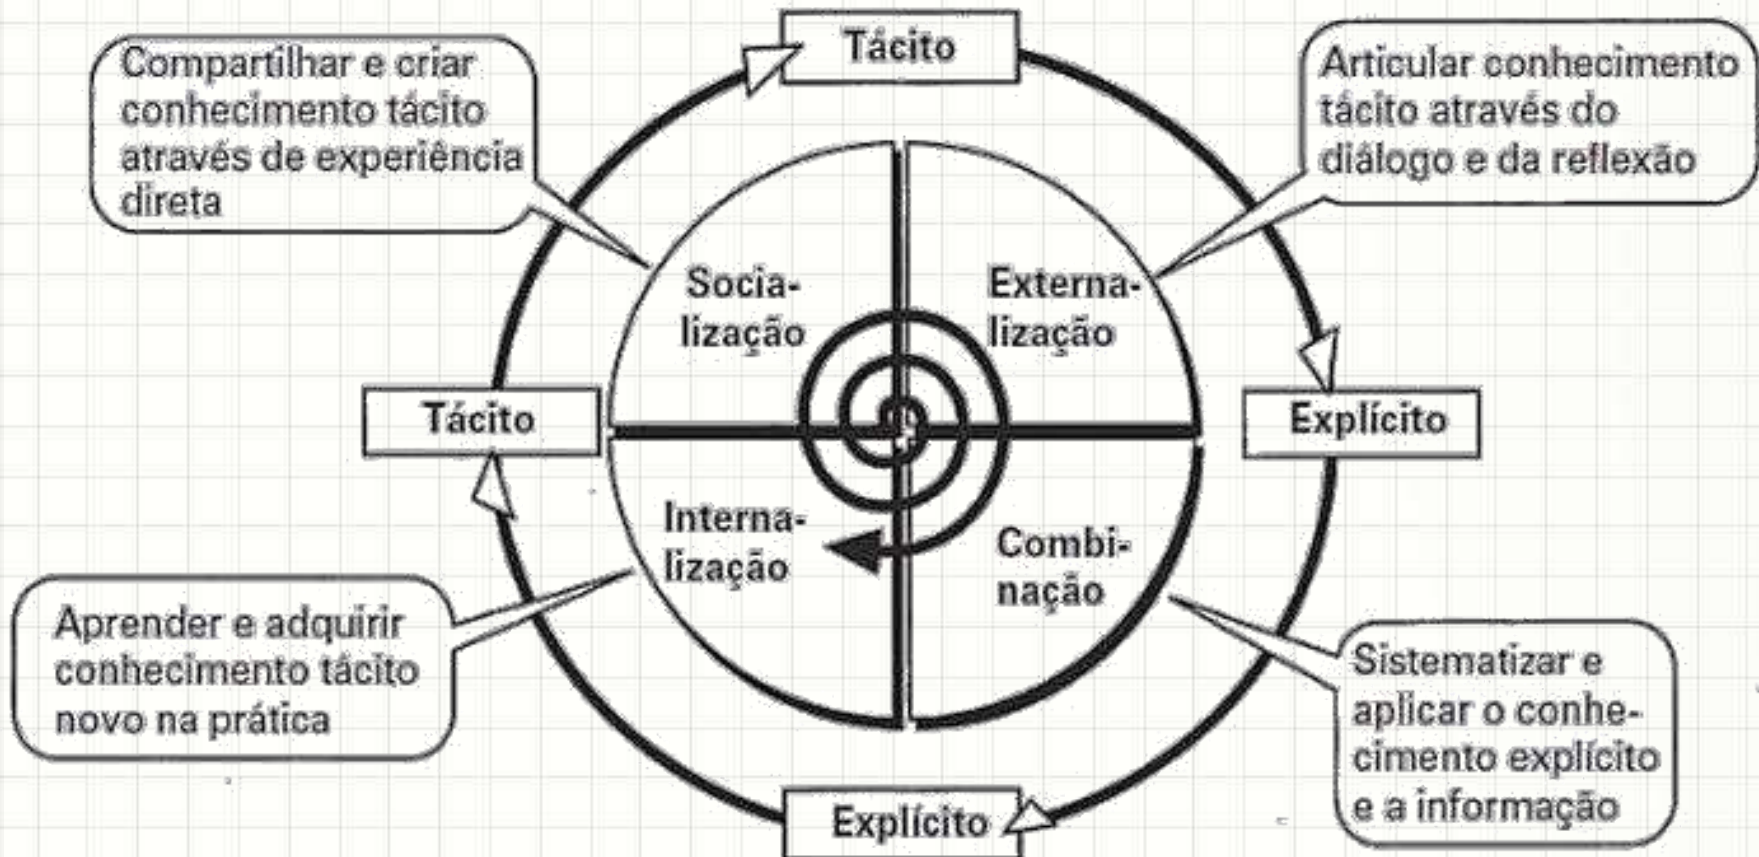 Tácito
Compartilhar e criar
conhecimento tácito
através de experiência
direta
Articular conhecimento
tácito através do
diálogo e da reflexão
Socia-
lização
Externa-
lização
Tácito
Explícito
Interna-
lização
Combi-
nação
Aprender e adquirir
conhecimento tácito
novo na prática
Sistematizar e
aplicar o conhe-
cimento explícito
e a informação
Explícito